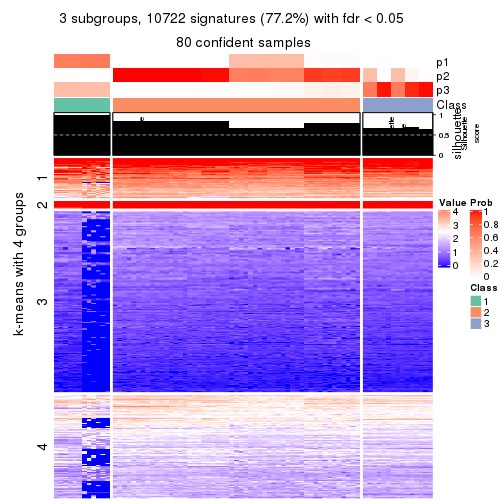 3 subgroups, 10722 signatures (77.2%) with fdr < 0.05
80 confident samples
p1
p2
p3
Class
1
0.5
0
silhouette
Silhouette
score
k-means with 4 groups
1
2
3
4
Value
4
3
2
1
0
Prob
1
0.8
0.6
0.4
0.2
0
Class
1
2
3